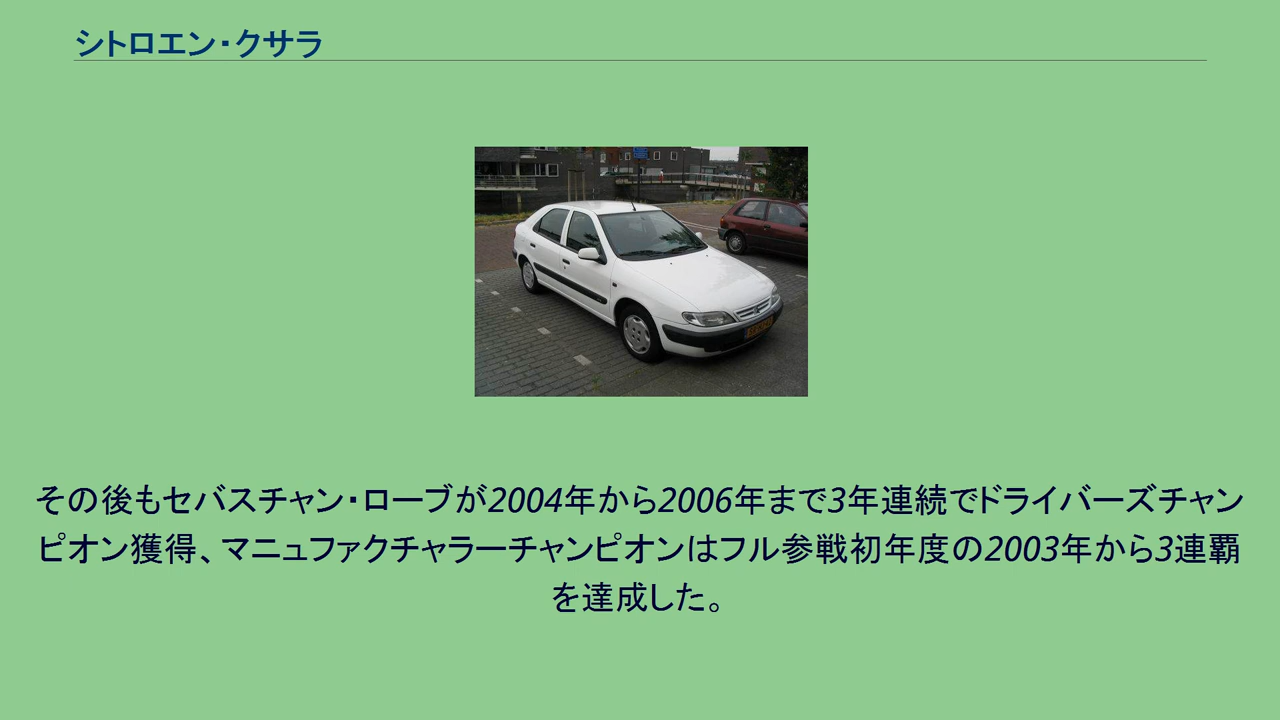 シトロエン・クサラ
その後もセバスチャン・ローブが2004年から2006年まで3年連続でドライバーズチャン
ピオン獲得、マニュファクチャラーチャンピオンはフル参戦初年度の2003年から3連覇
を達成した。